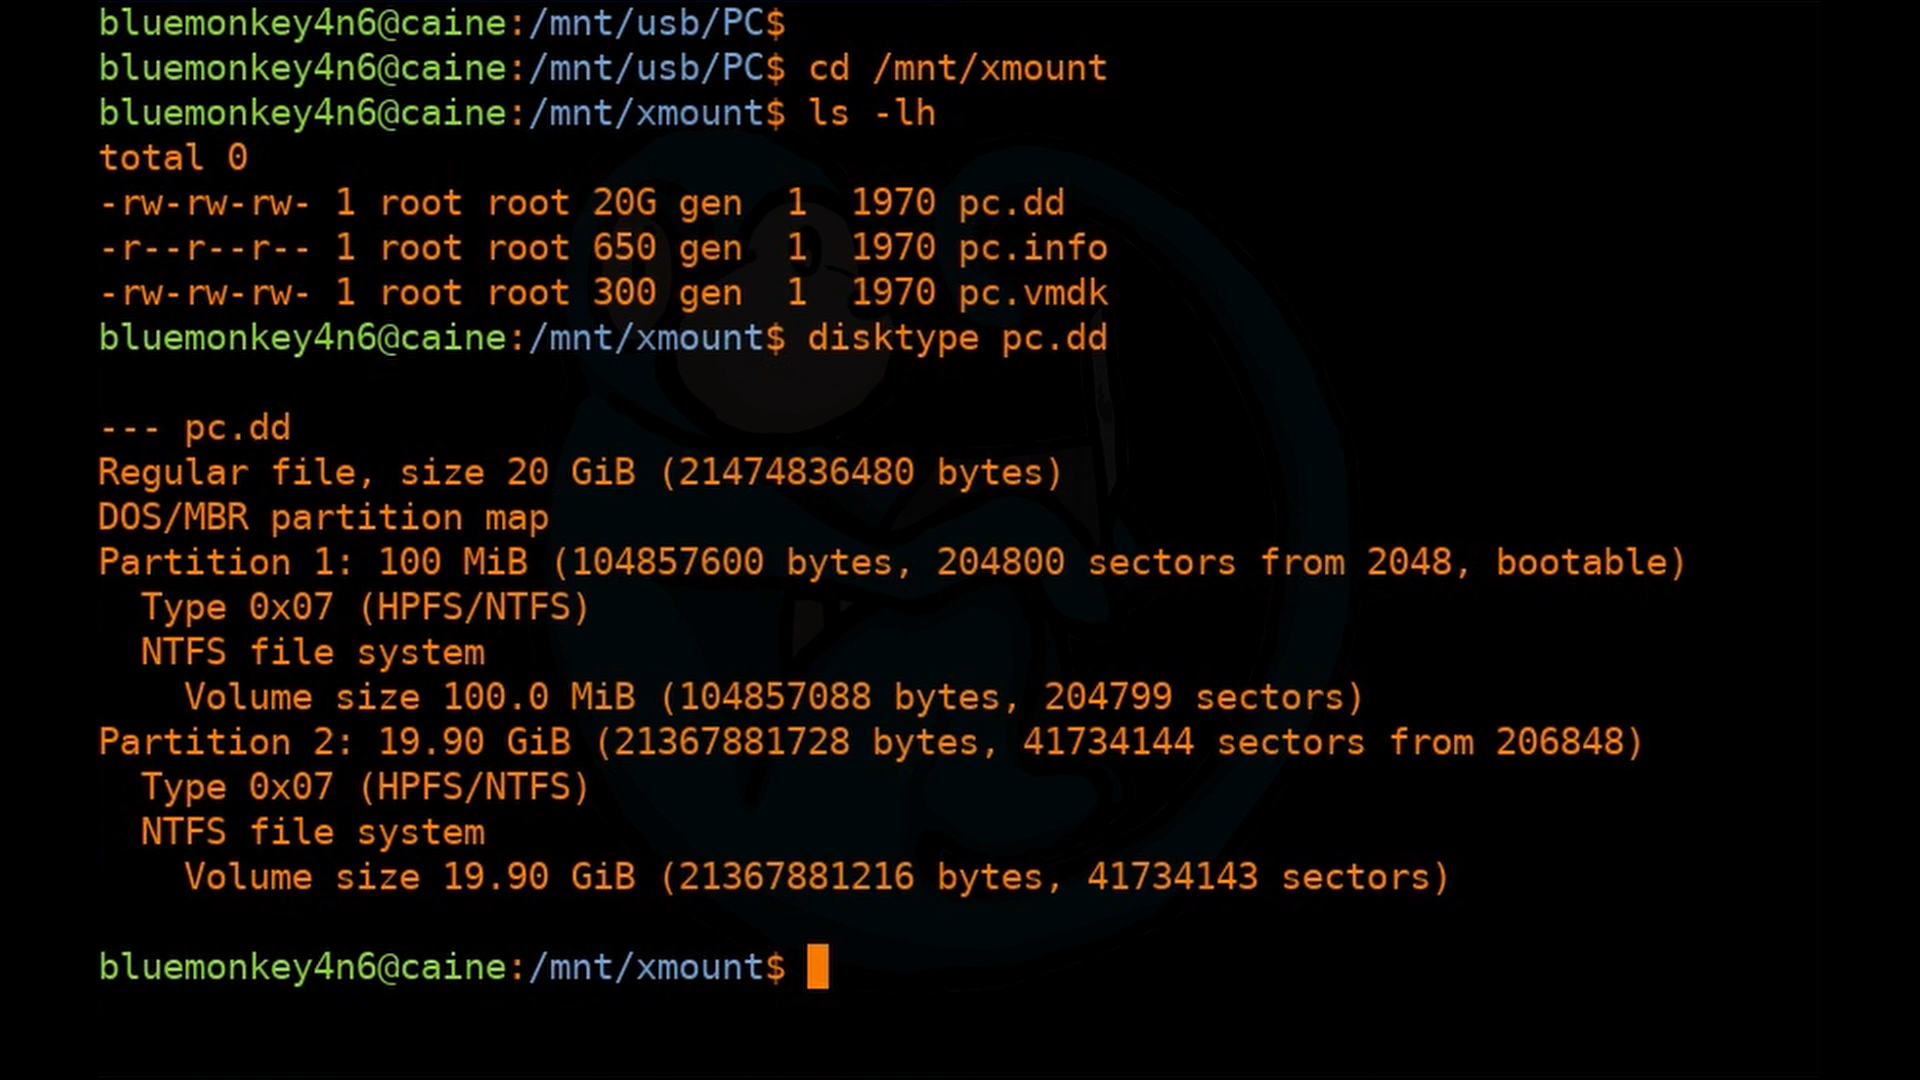 bluemonkey4n6@caine:/mnt/usb/PC$
bluemonkey4n6@caine:/mnt/usb/PC$ cd /mnt/xmount
bluemonkey4n6@caine:/mnt/xmount$ ls -lh
total 0
-rw-rw-rw- 1 root root 20G gen  1  1970 pc.dd
-r--r--r-- 1 root root 650 gen  1  1970 pc.info
-rw-rw-rw- 1 root root 300 gen  1  1970 pc.vmdk
bluemonkey4n6@caine:/mnt/xmount$ disktype pc.dd
--- pc.dd
Regular file, size 20 GiB (21474836480 bytes)
DOS/MBR partition map
Partition 1: 100 MiB (104857600 bytes, 204800 sectors from 2048, bootable)
  Type 0x07 (HPFS/NTFS)
  NTFS file system
    Volume size 100.0 MiB (104857088 bytes, 204799 sectors)
Partition 2: 19.90 GiB (21367881728 bytes, 41734144 sectors from 206848)
  Type 0x07 (HPFS/NTFS)
  NTFS file system
    Volume size 19.90 GiB (21367881216 bytes, 41734143 sectors)
bluemonkey4n6@caine:/mnt/xmount$